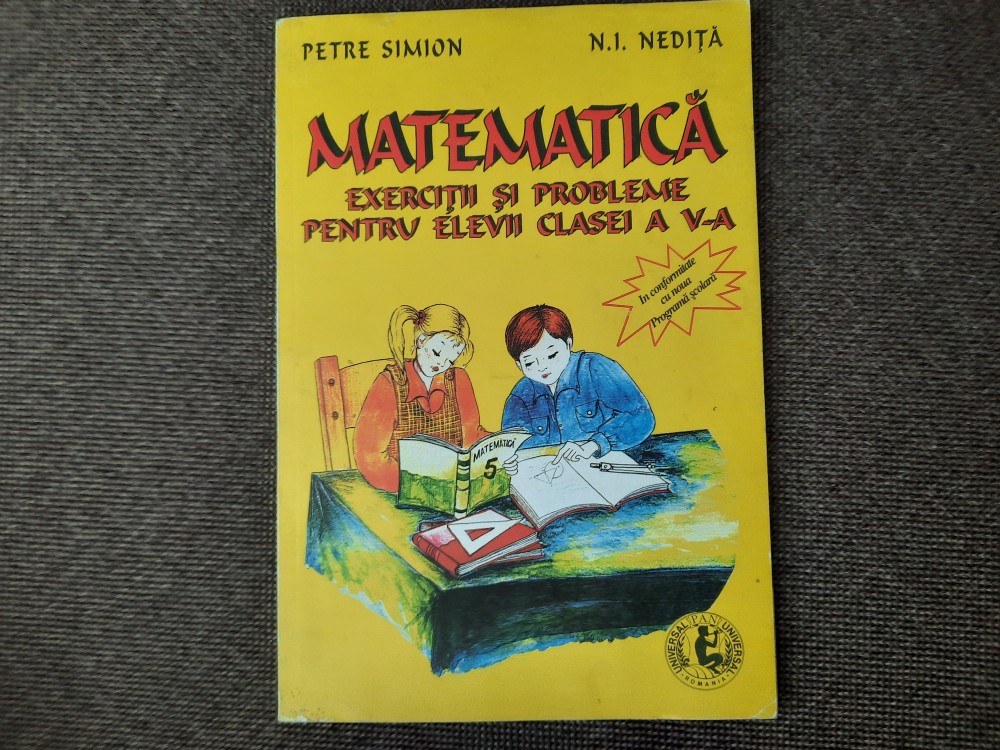 PETRE SIMION
N.I. NEDIȚĂ
MATEMATICĂ
EXERCIȚII ȘI PROBLEME
PENTRU ELEVII CLASEI A V-A
In conformitate
cu noua
Programă școlară
MATEMATICĂ
5
UNIVERSAL PAN UNIVERSAL
ROMANIA